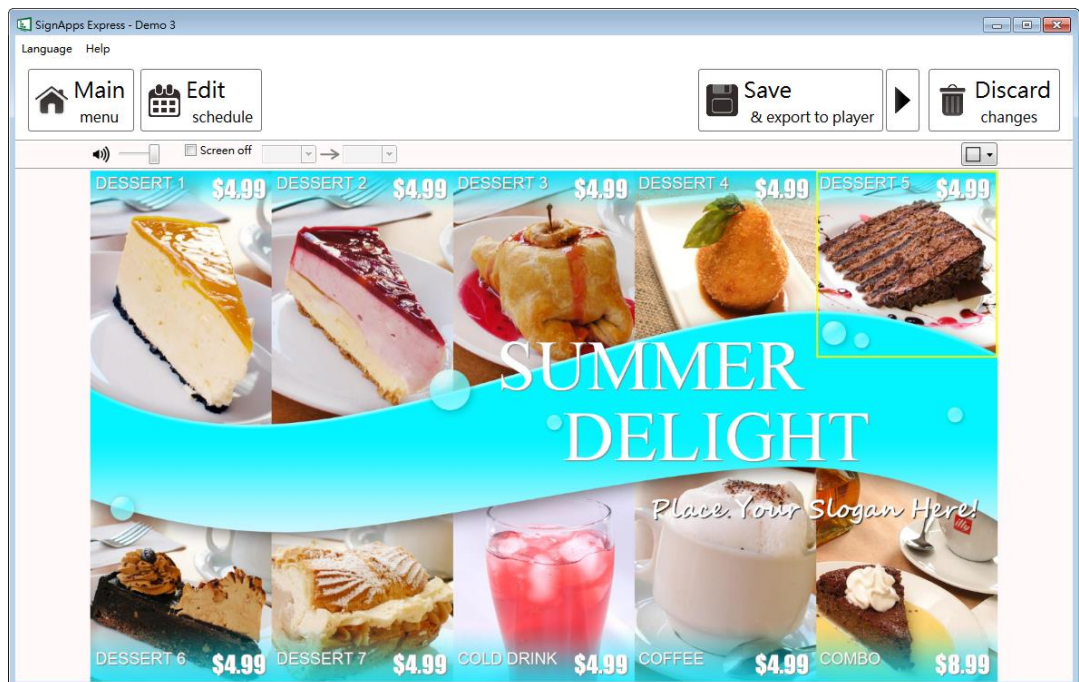 SignApps Express - Demo 3
Language Help
Main
menu
Edit
schedule
Save
& export to player
Discard
changes
Screen off
DESSERT 1 $4.99
DESSERT 2 $4.99
DESSERT 3 $4.99
DESSERT 4 $4.99
DESSERT 5 $4.99
SUMMER
DELIGHT
Place Your Slogan Here!
illy
DESSERT 6 $4.99
DESSERT 7 $4.99
COLD DRINK $4.99
COFFEE $4.99
COMBO $8.99